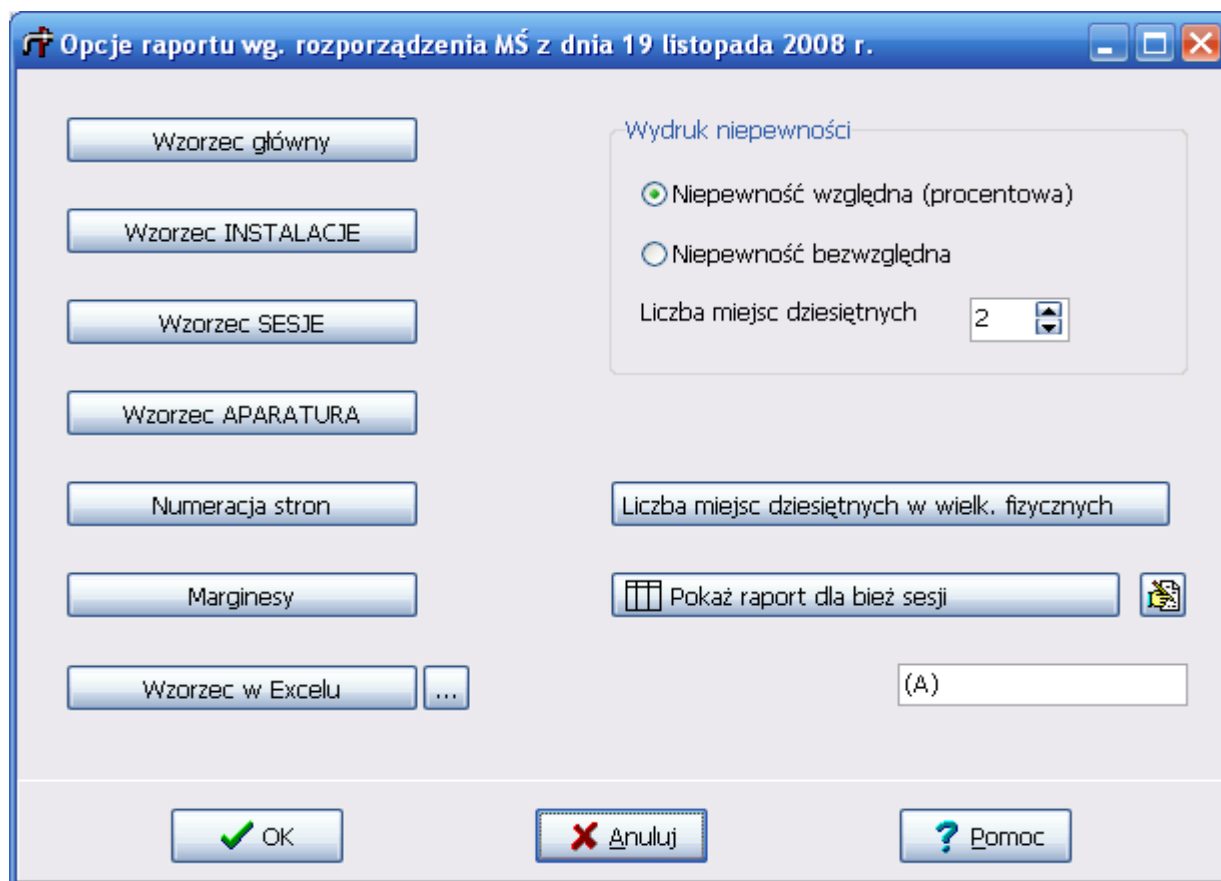 Opcje raportu wg. rozporządzenia MŚ z dnia 19 listopada 2008 r.
Wzorzec główny
Wzorzec INSTALACJE
Wzorzec SESJE
Wzorzec APARATURA
Numeracja stron
Marginesy
Wzorzec w Excelu
...
Wydruk niepewności
Niepewność względna (procentowa)
Niepewność bezwzględna
Liczba miejsc dziesiętnych 2
Liczba miejsc dziesiętnych w wielk. fizycznych
Pokaż raport dla bież sesji
(A)
OK
Anuluj
? Pomoc